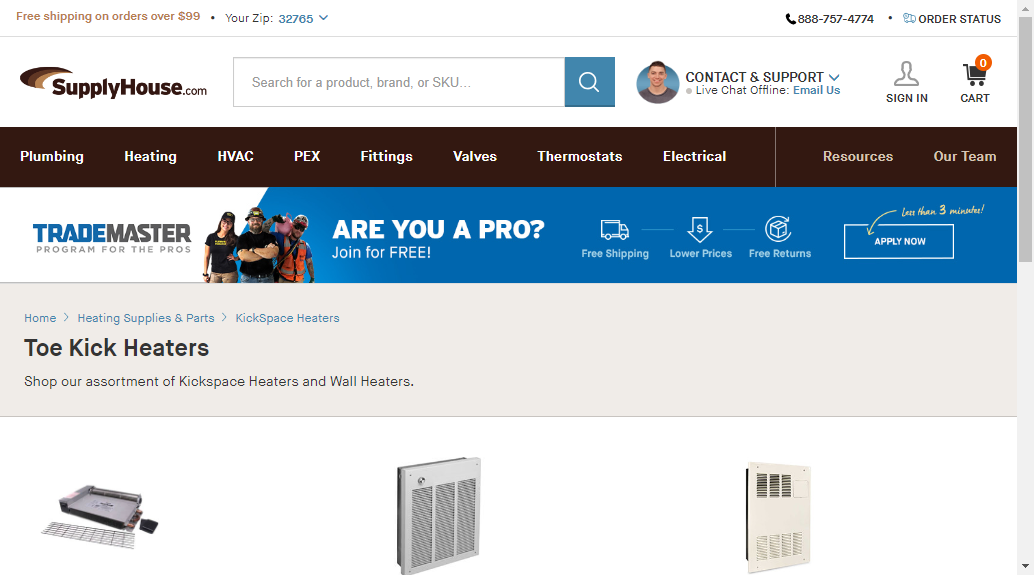 Free shipping on orders over $99 • Your Zip: 32765
888-757-4774 • ORDER STATUS
SupplyHouse.com
Search for a product, brand, or SKU...
CONTACT & SUPPORT
Live Chat Offline: Email Us
SIGN IN
0
CART
Plumbing Heating HVAC PEX Fittings Valves Thermostats Electrical Resources Our Team
TRADEMASTER
PROGRAM FOR THE PROS
ARE YOU A PRO?
Join for FREE!
Free Shipping
$
Lower Prices
Free Returns
Less than 3 minutes!
APPLY NOW
Home > Heating Supplies & Parts > KickSpace Heaters
Toe Kick Heaters
Shop our assortment of Kickspace Heaters and Wall Heaters.